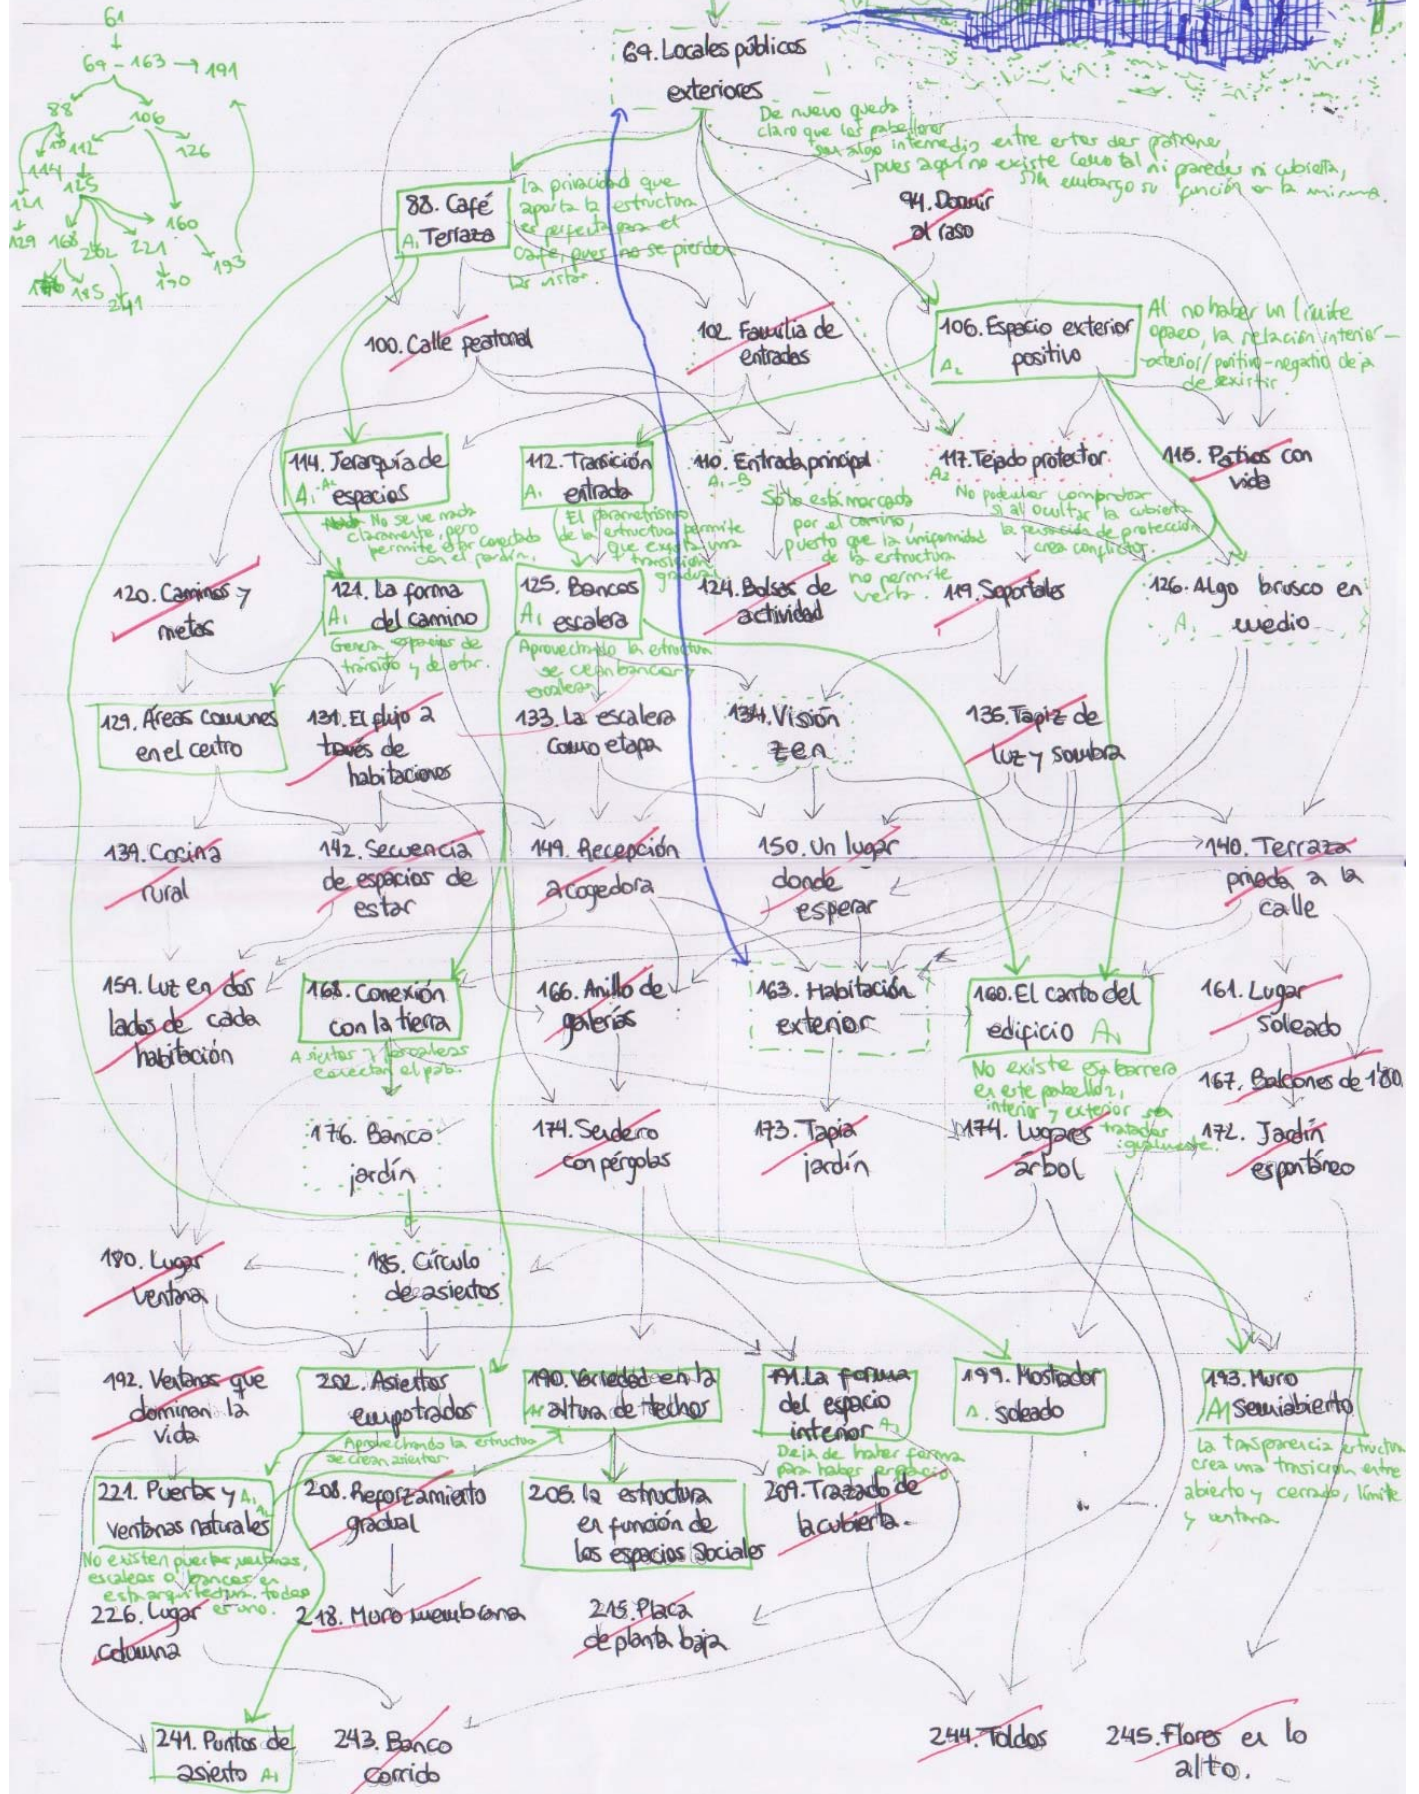 61
69 - 163 → 191
88
106
112
126
114
125
121
160
129
168
202
221
193
185
241
69. Locales públicos
exteriores
De nuevo queda
claro que los pabellones
son algo intermedio entre estos dos patrones,
pues aquí no existe como tal ni paredes ni cubierta,
sin embargo su función es la misma.
88. Café
A1 Terraza
La privacidad que
aporta la estructura
es perfecta para el
café, pues no se pierden
las vistas.
94. Dormir
al raso
100. Calle peatonal
102. Familia de
entradas
106. Espacio exterior
A2 positivo
Al no haber un límite
opaco, la relación interior-
exterior/positivo-negativo deja
de existir
114. Jerarquía de
A1-A2 espacios
No se ve nada
claramente, pero
permite estar conectado
con el jardín.
112. Transición
A1 entrada
El parametrismo
de la estructura permite
que exista una
transición
gradual
110. Entrada principal
A1-B
Sólo está marcada
por el camino,
puesto que la uniformidad
de la estructura
no permite
verla.
117. Tejado protector
A2
No
comprobar
si al ocultar la cubierta
la sensación de protección
crea conflictos.
115. Patios con
vida
120. Caminos y
metas
121. La forma
A1 del camino
Genera espacios de
tránsito y de estar.
125. Bancos
A1 escalera
Aprovechando la estructura
se crean bancos y
escaleras
124. Bolsas de
actividad
119. Soportales
126. Algo brusco en
A1 medio
129. Áreas comunes
en el centro
131. El flujo a
través de
habitaciones
133. La escalera
como etapa
134. Visión
zen
135. Tapiz de
luz y sombra
139. Cocina
rural
142. Secuencia
de espacios de
estar
149. Recepción
acogedora
150. Un lugar
donde
esperar
140. Terraza
privada a la
calle
159. Luz en dos
lados de cada
habitación
168. Conexión
con la tierra
Asientos y escaleras
conectan el pab.
166. Anillo de
galerías
163. Habitación
exterior
160. El canto del
edificio A1
No existe esa barrera
en este pabellón,
interior y exterior son
tratados
igualmente.
161. Lugar
soleado
167. Balcones de 1'80
176. Banco
jardín
174. Sendero
con pérgolas
173. Tapia
jardín
174. Lugares
árbol
172. Jardín
espontáneo
180. Lugar
ventana
185. Círculo
de asientos
192. Ventanas que
dominan la
vida
202. Asientos
empotrados
Aprovechando la estructura
se crean asientos
190. Variedad en la
A1 altura de techos
191. La forma
del espacio
interior A2
Deja de haber forma
para haber espacio
199. Mostrador
A1 soleado
193. Muro
A1 semiabierto
La transparencia estructura
crea una trasición entre
abierto y cerrado, límite
y ventana.
221. Puertas y A1
ventanas naturales
No existen puertas, ventanas,
escaleras o bancos en
esta arquitectura, todo
es uno.
208. Reforzamiento
gradual
205. la estructura
en función de
los espacios sociales
209. Trazado de
la cubierta
226. Lugar
columna
218. Muro membrana
215. Placa
de planta baja
241. Puntos de
asiento A1
243. Banco
corrido
244. Toldos
245. Flores en lo
alto.